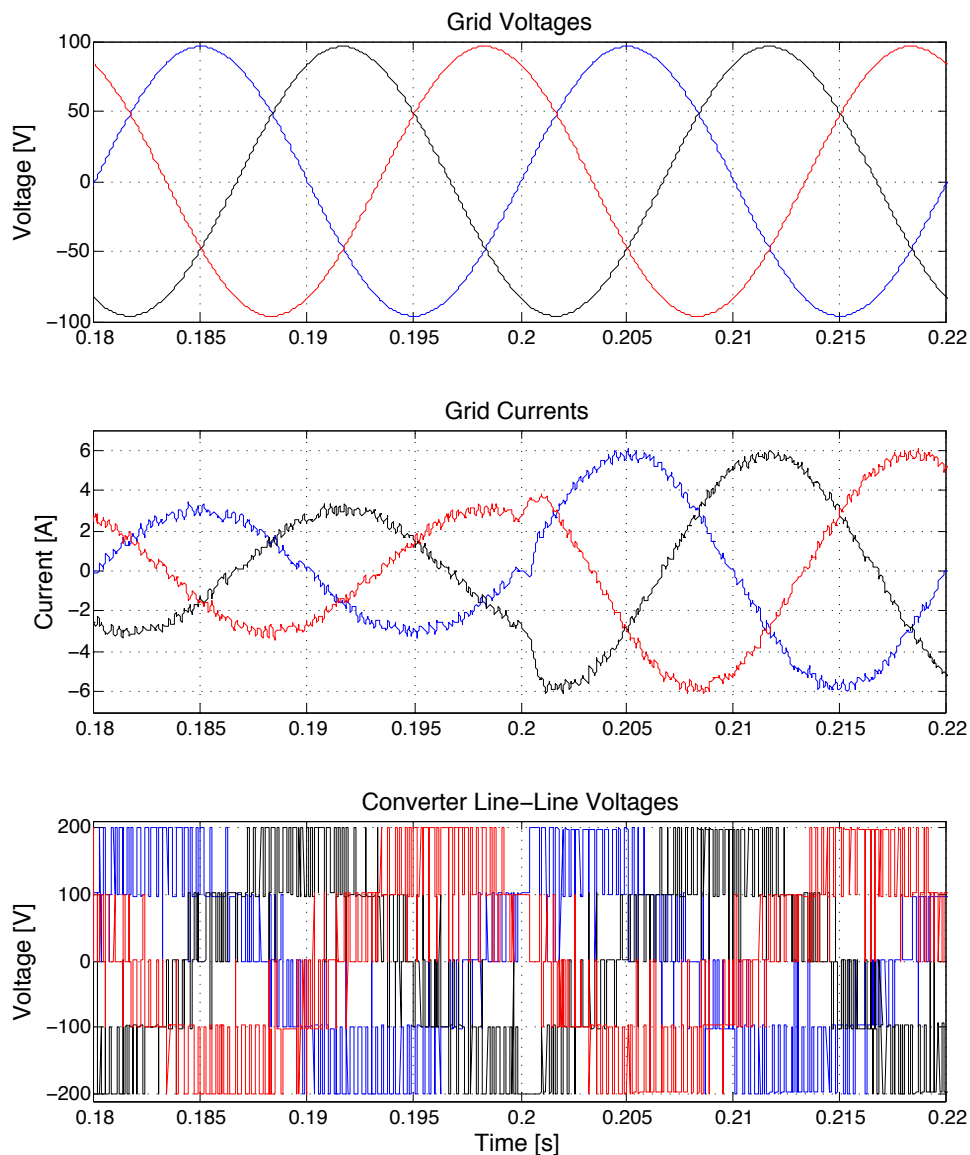 Grid Voltages
Voltage [V]
100
50
0
−50
−100
0.18 0.185 0.19 0.195 0.2 0.205 0.21 0.215 0.22
Grid Currents
Current [A]
6
4
2
0
−2
−4
−6
0.18 0.185 0.19 0.195 0.2 0.205 0.21 0.215 0.22
Converter Line−Line Voltages
Voltage [V]
200
100
0
−100
−200
0.18 0.185 0.19 0.195 0.2 0.205 0.21 0.215 0.22
Time [s]